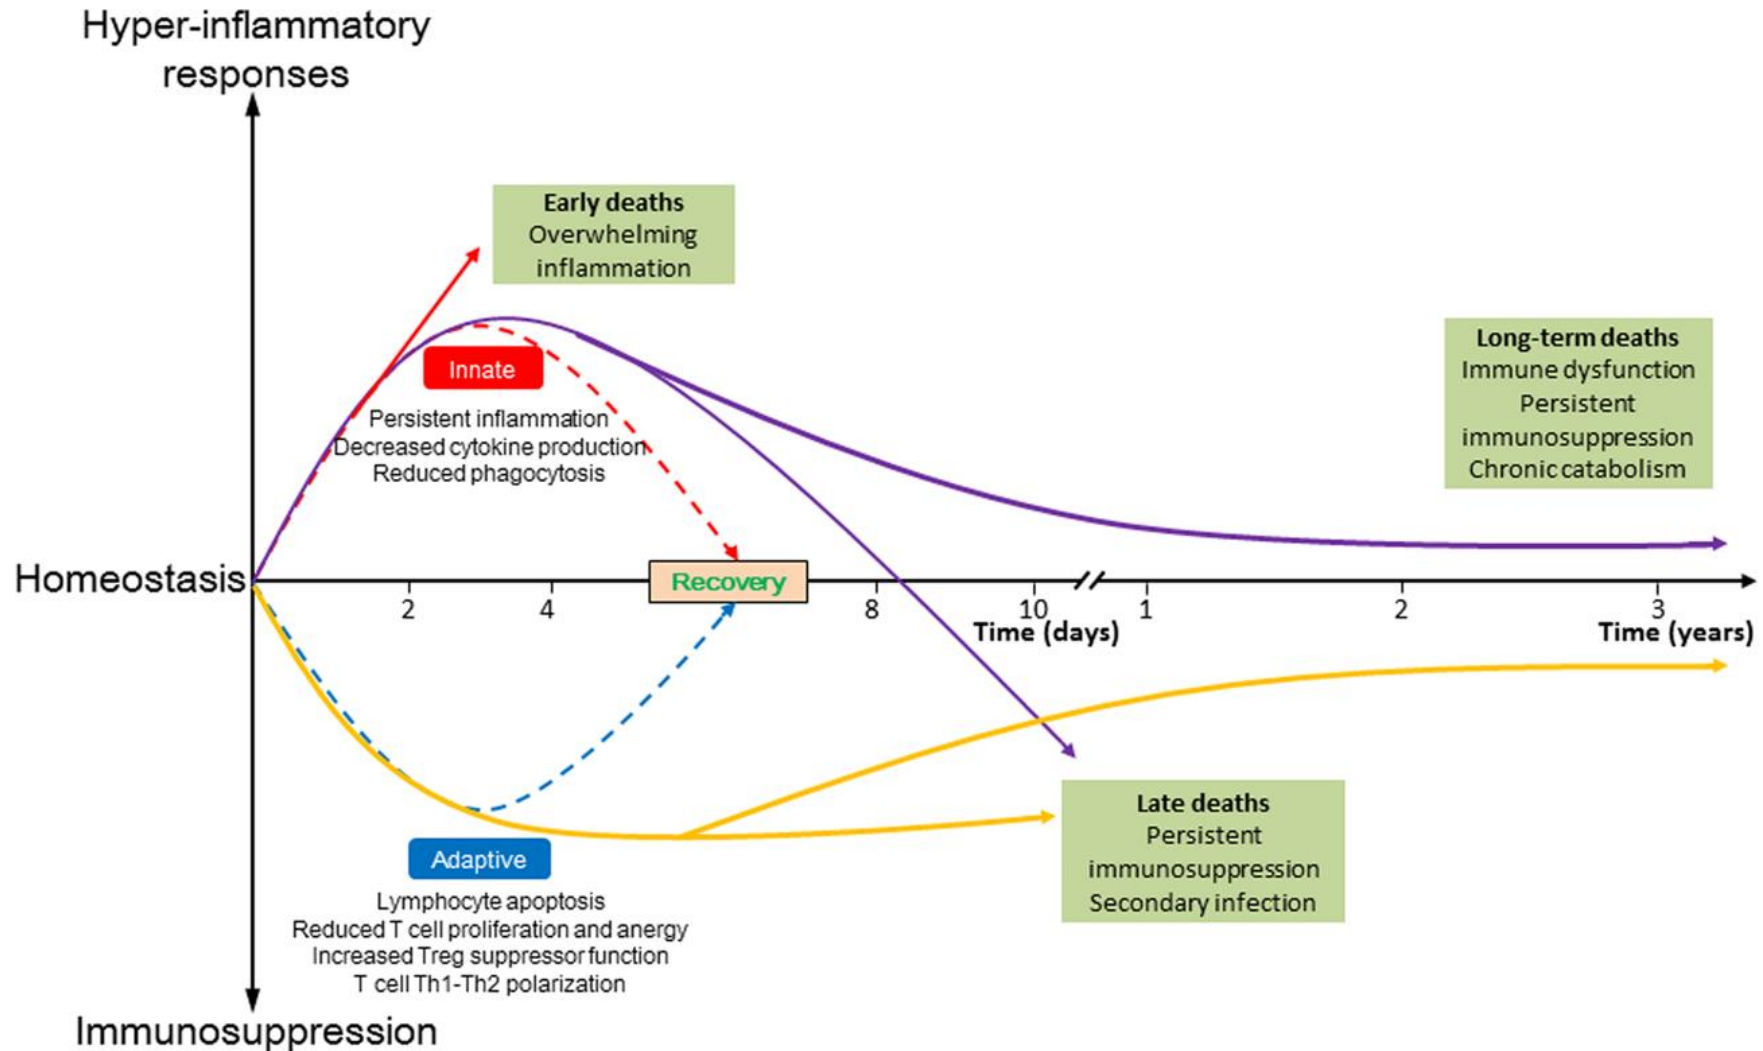 Hyper-inflammatory
responses
Early deaths
Overwhelming
inflammation
Innate
Persistent inflammation
Decreased cytokine production
Reduced phagocytosis
Long-term deaths
Immune dysfunction
Persistent
immunosuppression
Chronic catabolism
Homeostasis
Recovery
2 4 8 10 1 2 3
Time (days) Time (years)
Adaptive
Lymphocyte apoptosis
Reduced T cell proliferation and anergy
Increased Treg suppressor function
T cell Th1-Th2 polarization
Late deaths
Persistent
immunosuppression
Secondary infection
Immunosuppression